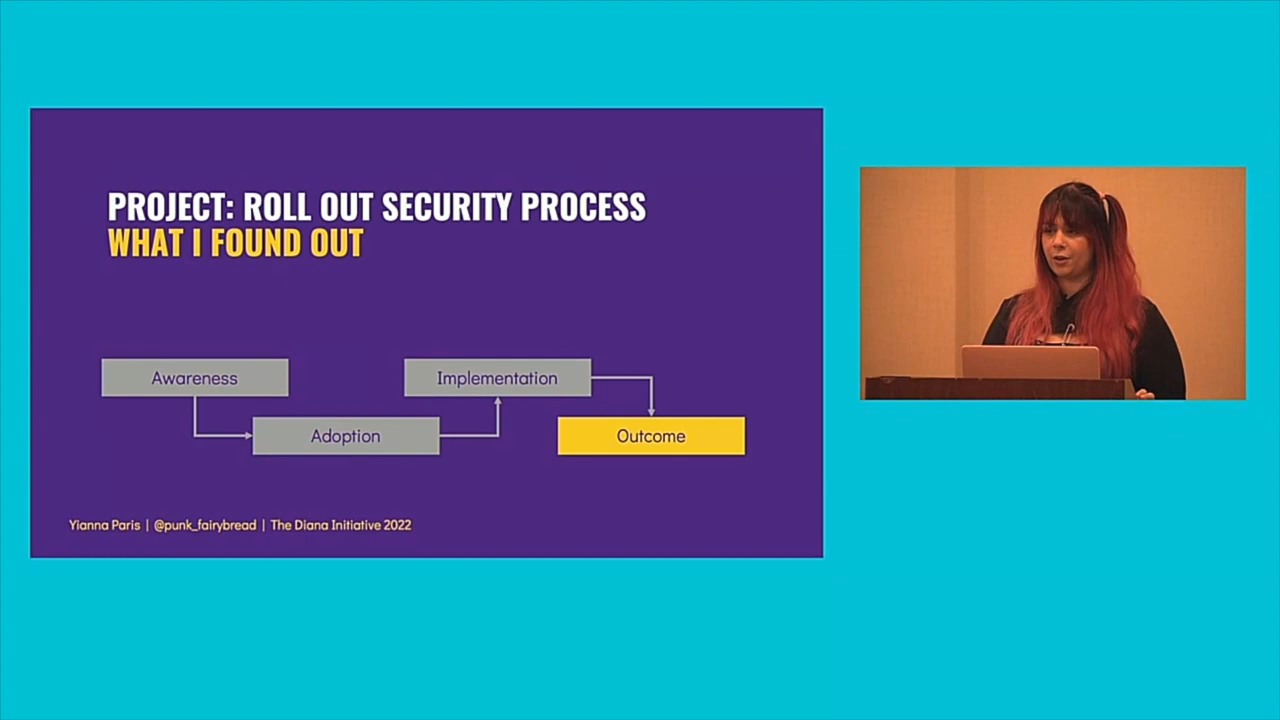 PROJECT: ROLL OUT SECURITY PROCESS
WHAT I FOUND OUT
Awareness
Implementation
Adoption
Outcome
Yianna Paris | @punk_fairybread | The Diana Initiative 2022